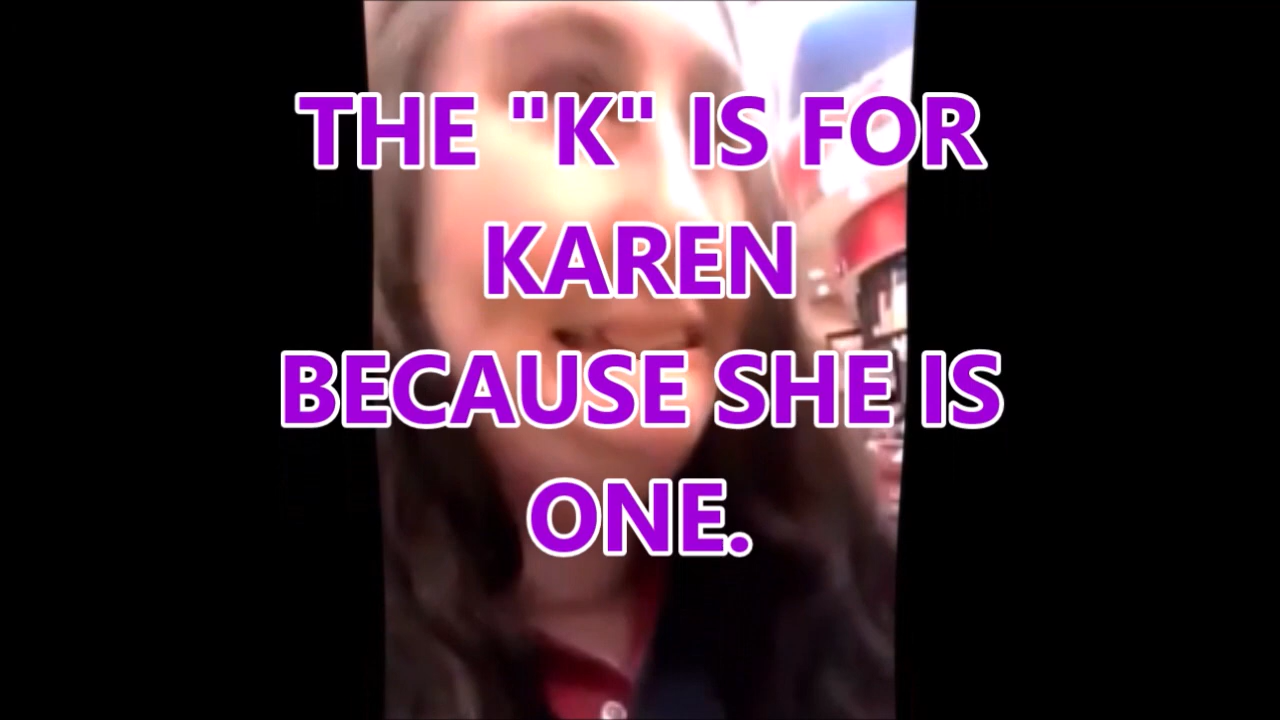 THE "K" IS FOR
KAREN
BECAUSE SHE IS
ONE.